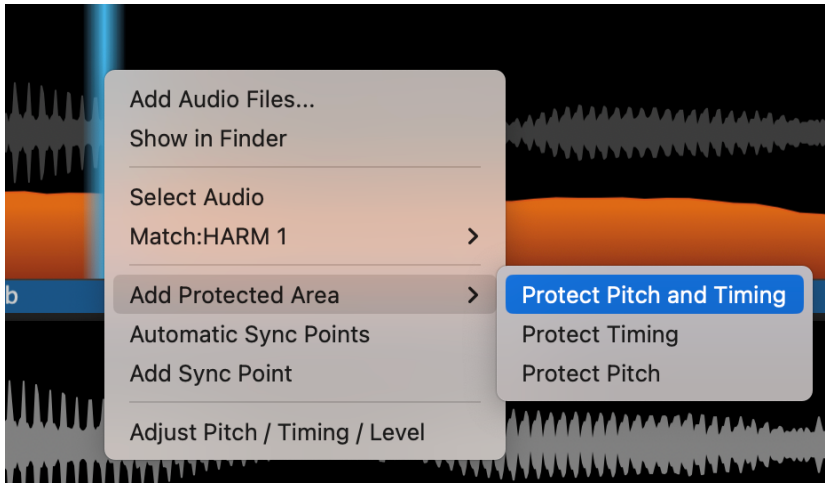 Add Audio Files...
Show in Finder
Select Audio
Match:HARM 1
Add Protected Area
Automatic Sync Points
Add Sync Point
Adjust Pitch / Timing / Level
Protect Pitch and Timing
Protect Timing
Protect Pitch
b